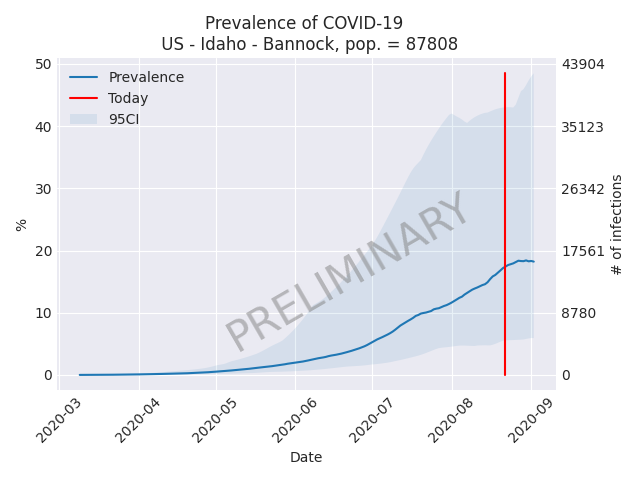 Prevalence of COVID-19
US - Idaho - Bannock, pop. = 87808
50 43904
Prevalence
Today
95CI
40 35123
30 26342
20 17561
10 8780
0 0
%
# of infections
PRELIMINARY
2020-03 2020-04 2020-05 2020-06 2020-07 2020-08 2020-09
Date